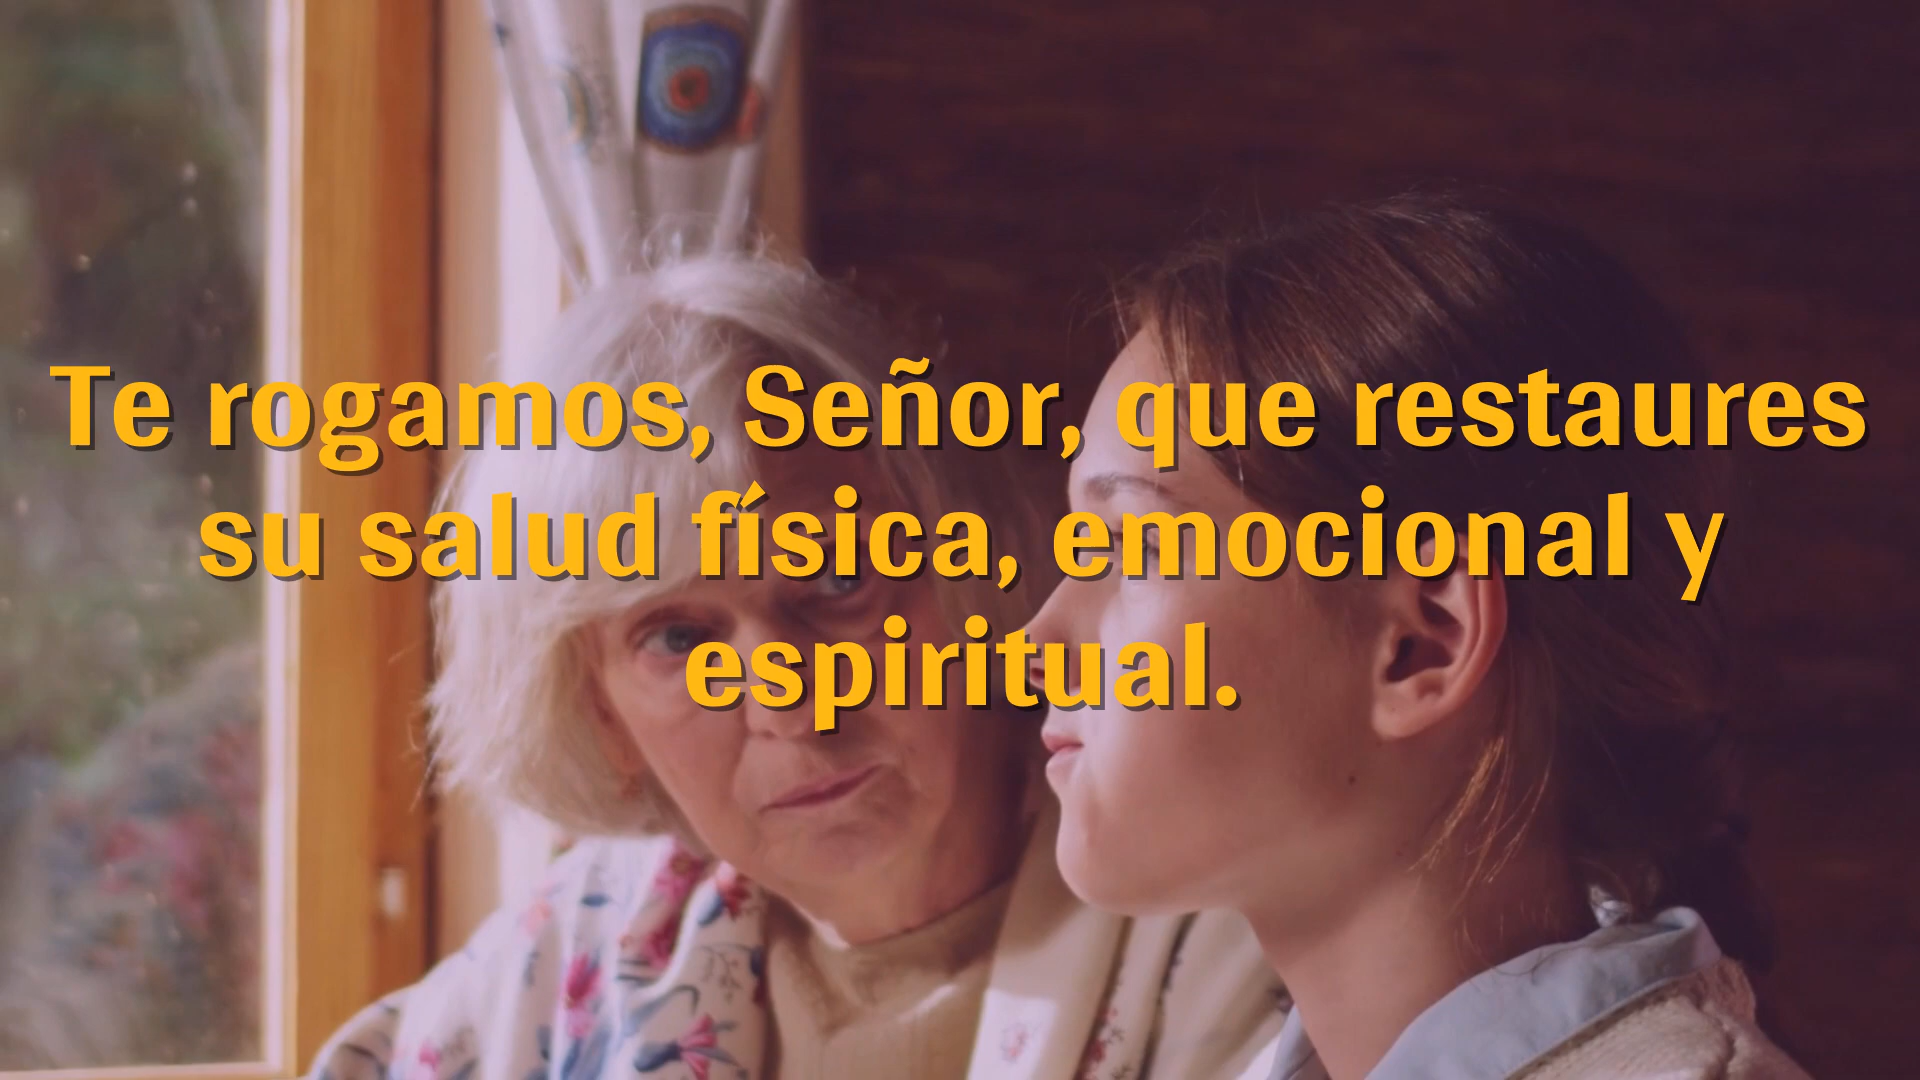 Te rogamos, Señor, que restaures
su salud física, emocional y
espiritual.